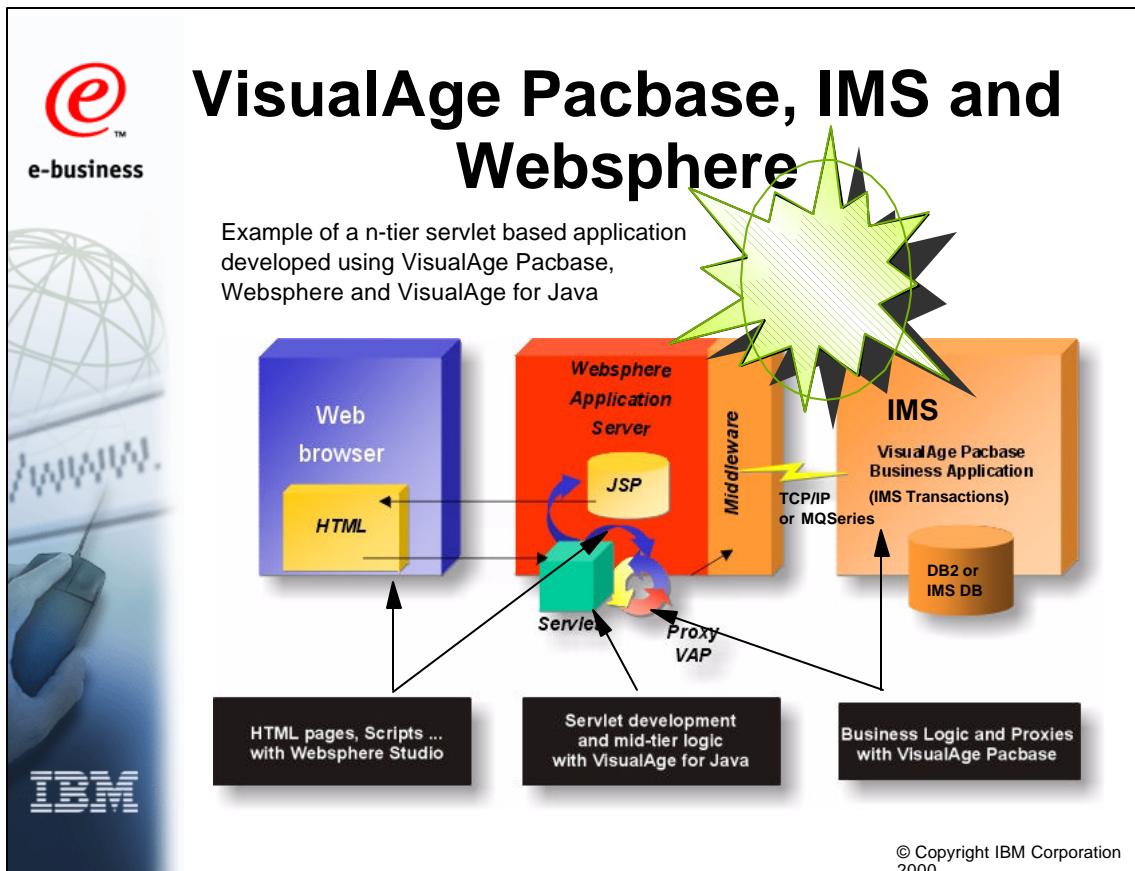 e
TM
e-business
VisualAge Pacbase, IMS and
Websphere
Example of a n-tier servlet based application
developed using VisualAge Pacbase,
Websphere and VisualAge for Java
Web
browser
HTML
Websphere
Application
Server
JSP
Middleware
Servlet
Proxy
VAP
TCP/IP
or MQSeries
IMS
VisualAge Pacbase
Business Application
(IMS Transactions)
DB2 or
IMS DB
HTML pages, Scripts ...
with Websphere Studio
Servlet development
and mid-tier logic
with VisualAge for Java
Business Logic and Proxies
with VisualAge Pacbase
IBM
© Copyright IBM Corporation
2000